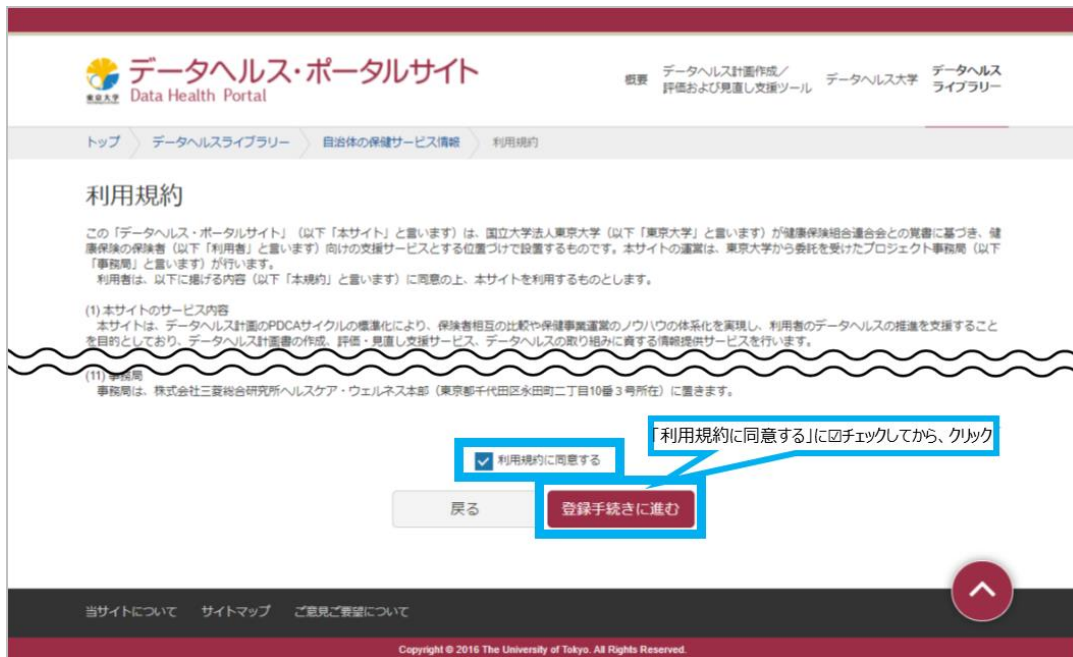 データヘルス・ポータルサイト
東京大学 Data Health Portal
概要
データヘルス計画作成／
評価および見直し支援ツール
データヘルス大学
データヘルス
ライブラリー
トップ データヘルスライブラリー 自治体の保健サービス情報 利用規約
利用規約
この「データヘルス・ポータルサイト」（以下「本サイト」と言います）は、国立大学法人東京大学（以下「東京大学」と言います）が健康保険組合連合会との覚書に基づき、健
康保険の保険者（以下「利用者」と言います）向けの支援サービスとする位置づけで設置するものです。本サイトの運営は、東京大学から委託を受けたプロジェクト事務局（以下
「事務局」と言います）が行います。
利用者は、以下に掲げる内容（以下「本規約」と言います）に同意の上、本サイトを利用するものとします。
(1) 本サイトのサービス内容
本サイトは、データヘルス計画のPDCAサイクルの標準化により、保険者相互の比較や保健事業運営のノウハウの体系化を実現し、利用者のデータヘルスの推進を支援すること
を目的としており、データヘルス計画書の作成、評価・見直し支援サービス、データヘルスの取り組みに資する情報提供サービスを行います。
(11) 事務局
事務局は、株式会社三菱総合研究所ヘルスケア・ウェルネス本部（東京都千代田区永田町二丁目10番３号所在）に置きます。
「利用規約に同意する」に☑チェックしてから、クリック
利用規約に同意する
戻る 登録手続きに進む
当サイトについて サイトマップ ご意見ご要望について
Copyright © 2016 The University of Tokyo. All Rights Reserved.